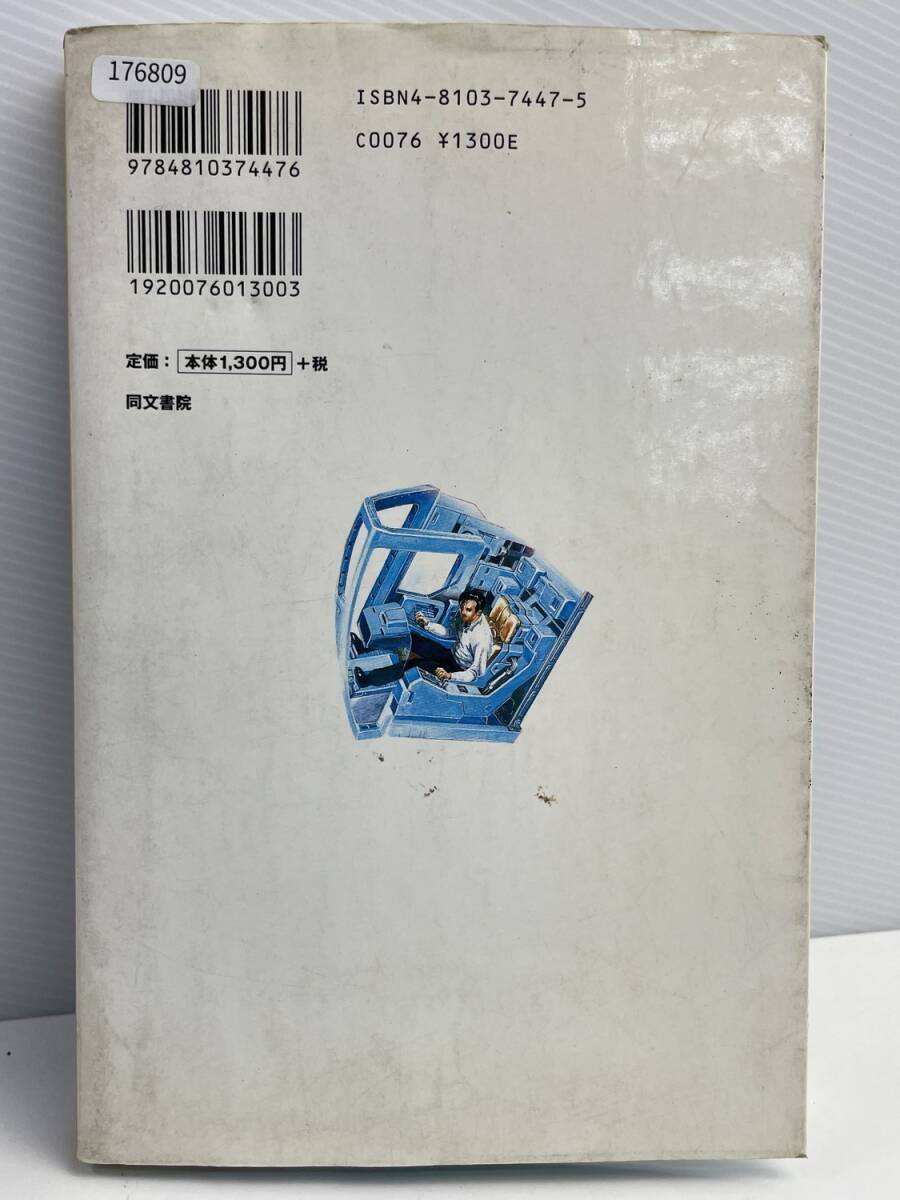 176809
ISBN4-8103-7447-5
C0076 ¥1300E
9784810374476
1920076013003
定価： 本体1,300円 +税
同文書院